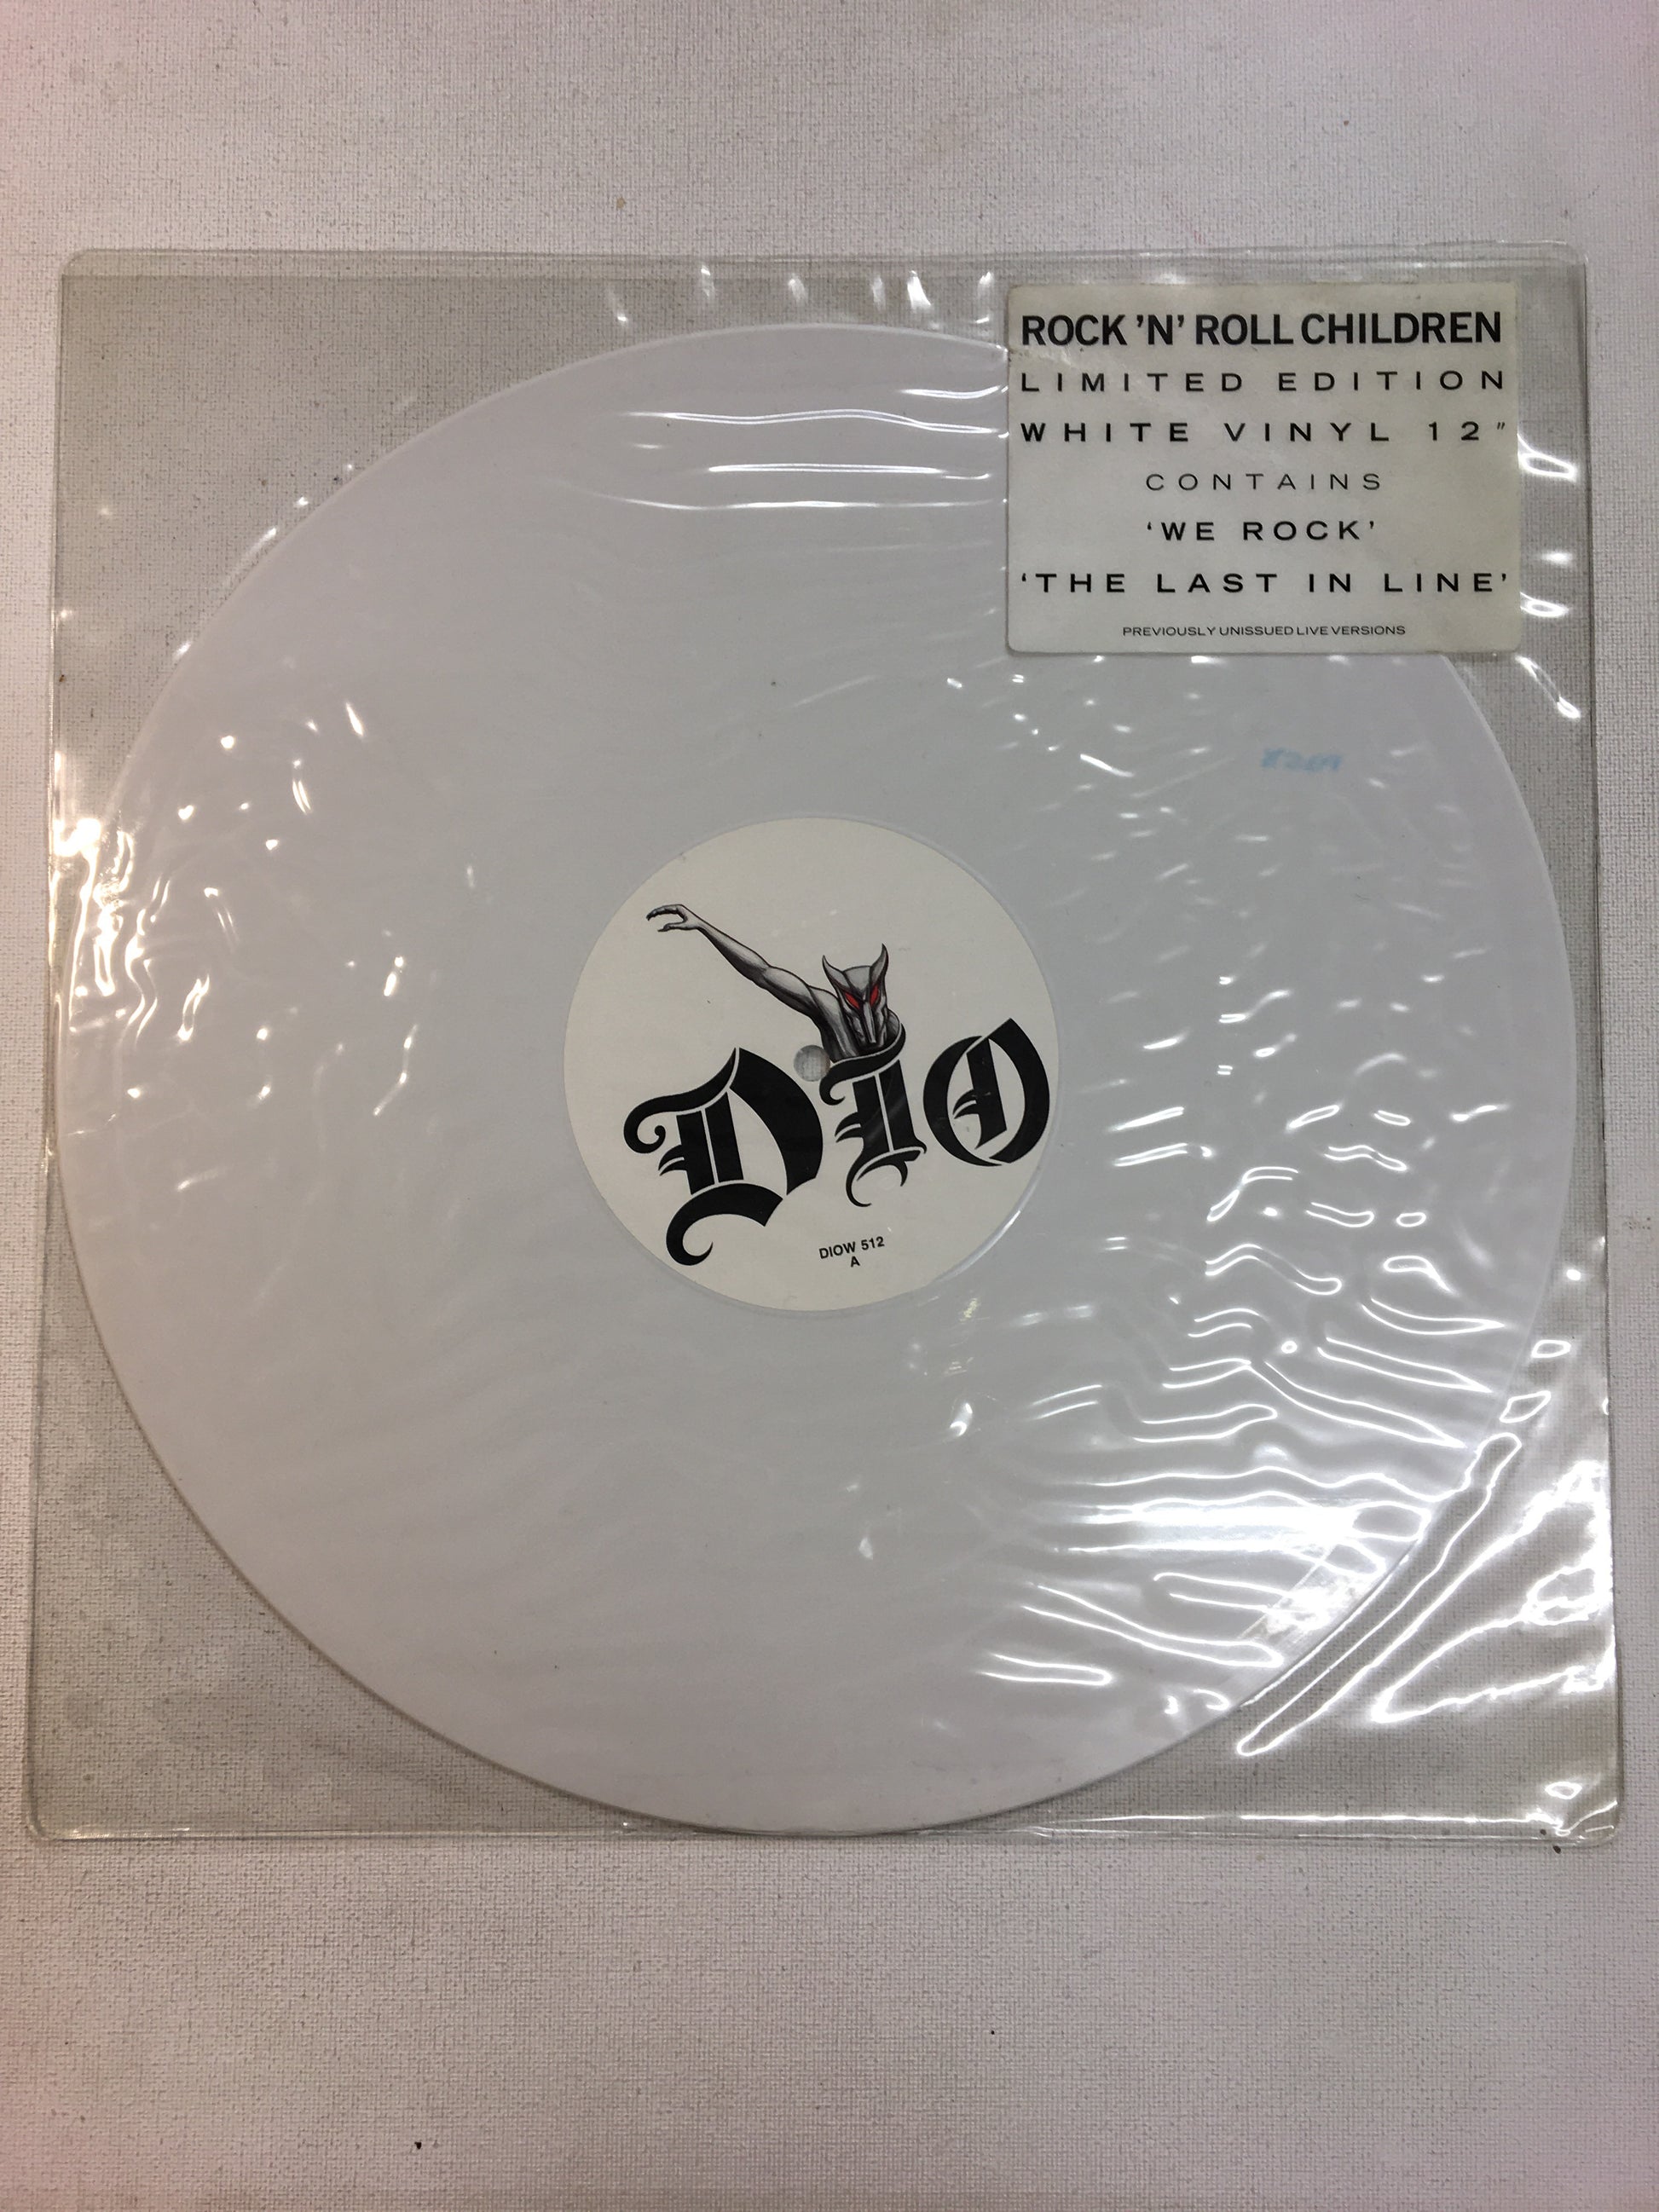 ROCK 'N' ROLL CHILDREN
LIMITED EDITION
WHITE VINYL 12"
CONTAINS
'WE ROCK'
'THE LAST IN LINE'
PREVIOUSLY UNISSUED LIVE VERSIONS
DIO
DIOW 512
A